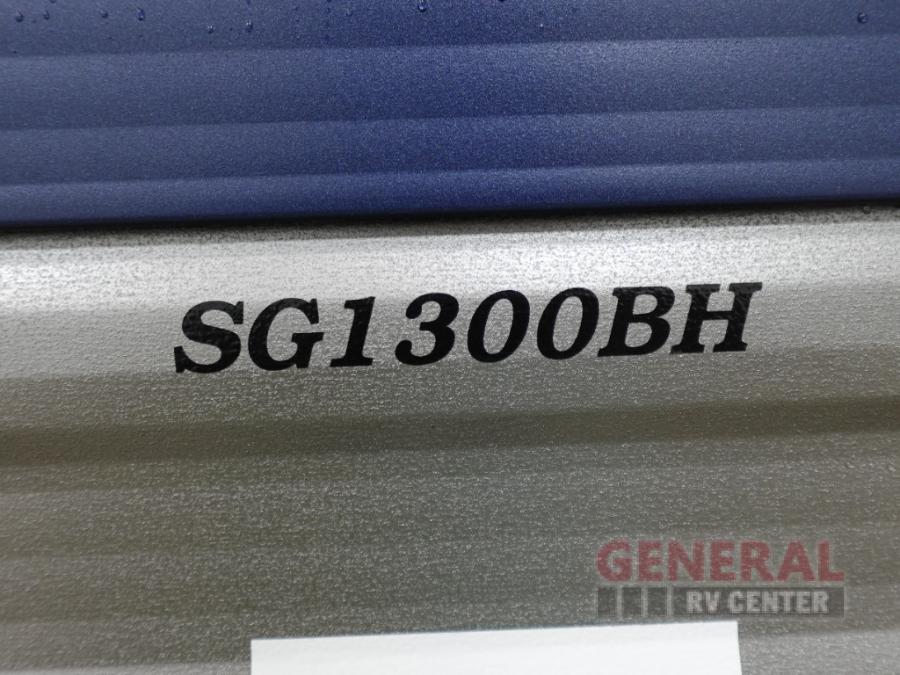 SG1300BH
GENERAL
RV CENTER